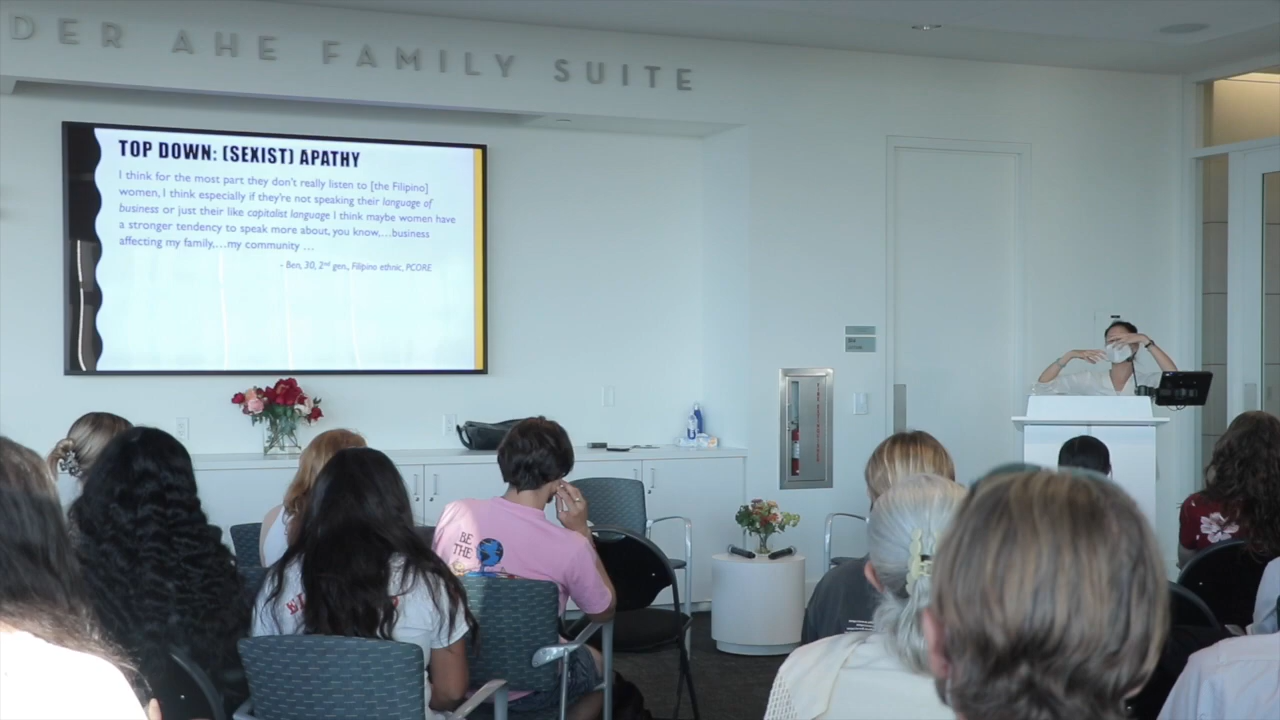 DER AHE FAMILY SUITE
TOP DOWN: (SEXIST) APATHY
I think for the most part they don't really listen to [the Filipino]
women, I think especially if they're not speaking their language of
business or just their like capitalist language I think maybe women have
a stronger tendency to speak more about, you know,...business
affecting my family,...my community ...
- Ben, 30, 2nd gen., Filipino ethnic, PCORE
BE
THE